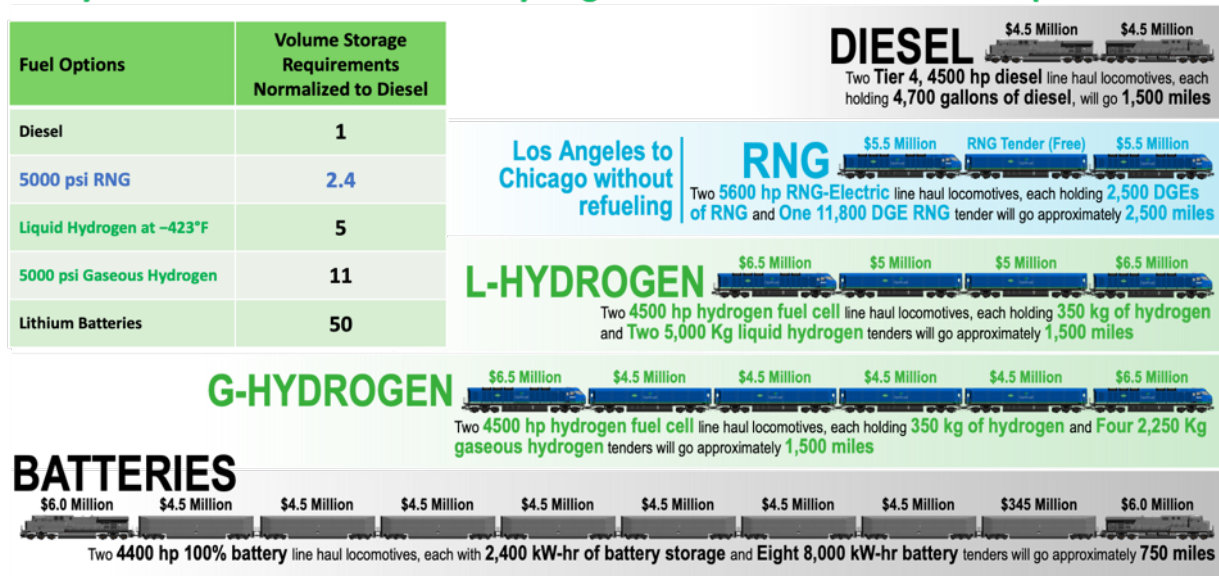 Fuel Options
Volume Storage
Requirements
Normalized to Diesel
Diesel
1
5000 psi RNG
2.4
Liquid Hydrogen at –423°F
5
5000 psi Gaseous Hydrogen
11
Lithium Batteries
50
DIESEL
$4.5 Million $4.5 Million
Two Tier 4, 4500 hp diesel line haul locomotives, each
holding 4,700 gallons of diesel, will go 1,500 miles
Los Angeles to
Chicago without
refueling
RNG
$5.5 Million RNG Tender (Free) $5.5 Million
Two 5600 hp RNG-Electric line haul locomotives, each holding 2,500 DGEs
of RNG and One 11,800 DGE RNG tender will go approximately 2,500 miles
L-HYDROGEN
$6.5 Million $5 Million $5 Million $6.5 Million
Two 4500 hp hydrogen fuel cell line haul locomotives, each holding 350 kg of hydrogen
and Two 5,000 Kg liquid hydrogen tenders will go approximately 1,500 miles
G-HYDROGEN
$6.5 Million $4.5 Million $4.5 Million $4.5 Million $4.5 Million $6.5 Million
Two 4500 hp hydrogen fuel cell line haul locomotives, each holding 350 kg of hydrogen and Four 2,250 Kg
gaseous hydrogen tenders will go approximately 1,500 miles
BATTERIES
$6.0 Million $4.5 Million $4.5 Million $4.5 Million $4.5 Million $4.5 Million $4.5 Million $4.5 Million $345 Million $6.0 Million
Two 4400 hp 100% battery line haul locomotives, each with 2,400 kW-hr of battery storage and Eight 8,000 kW-hr battery tenders will go approximately 750 miles